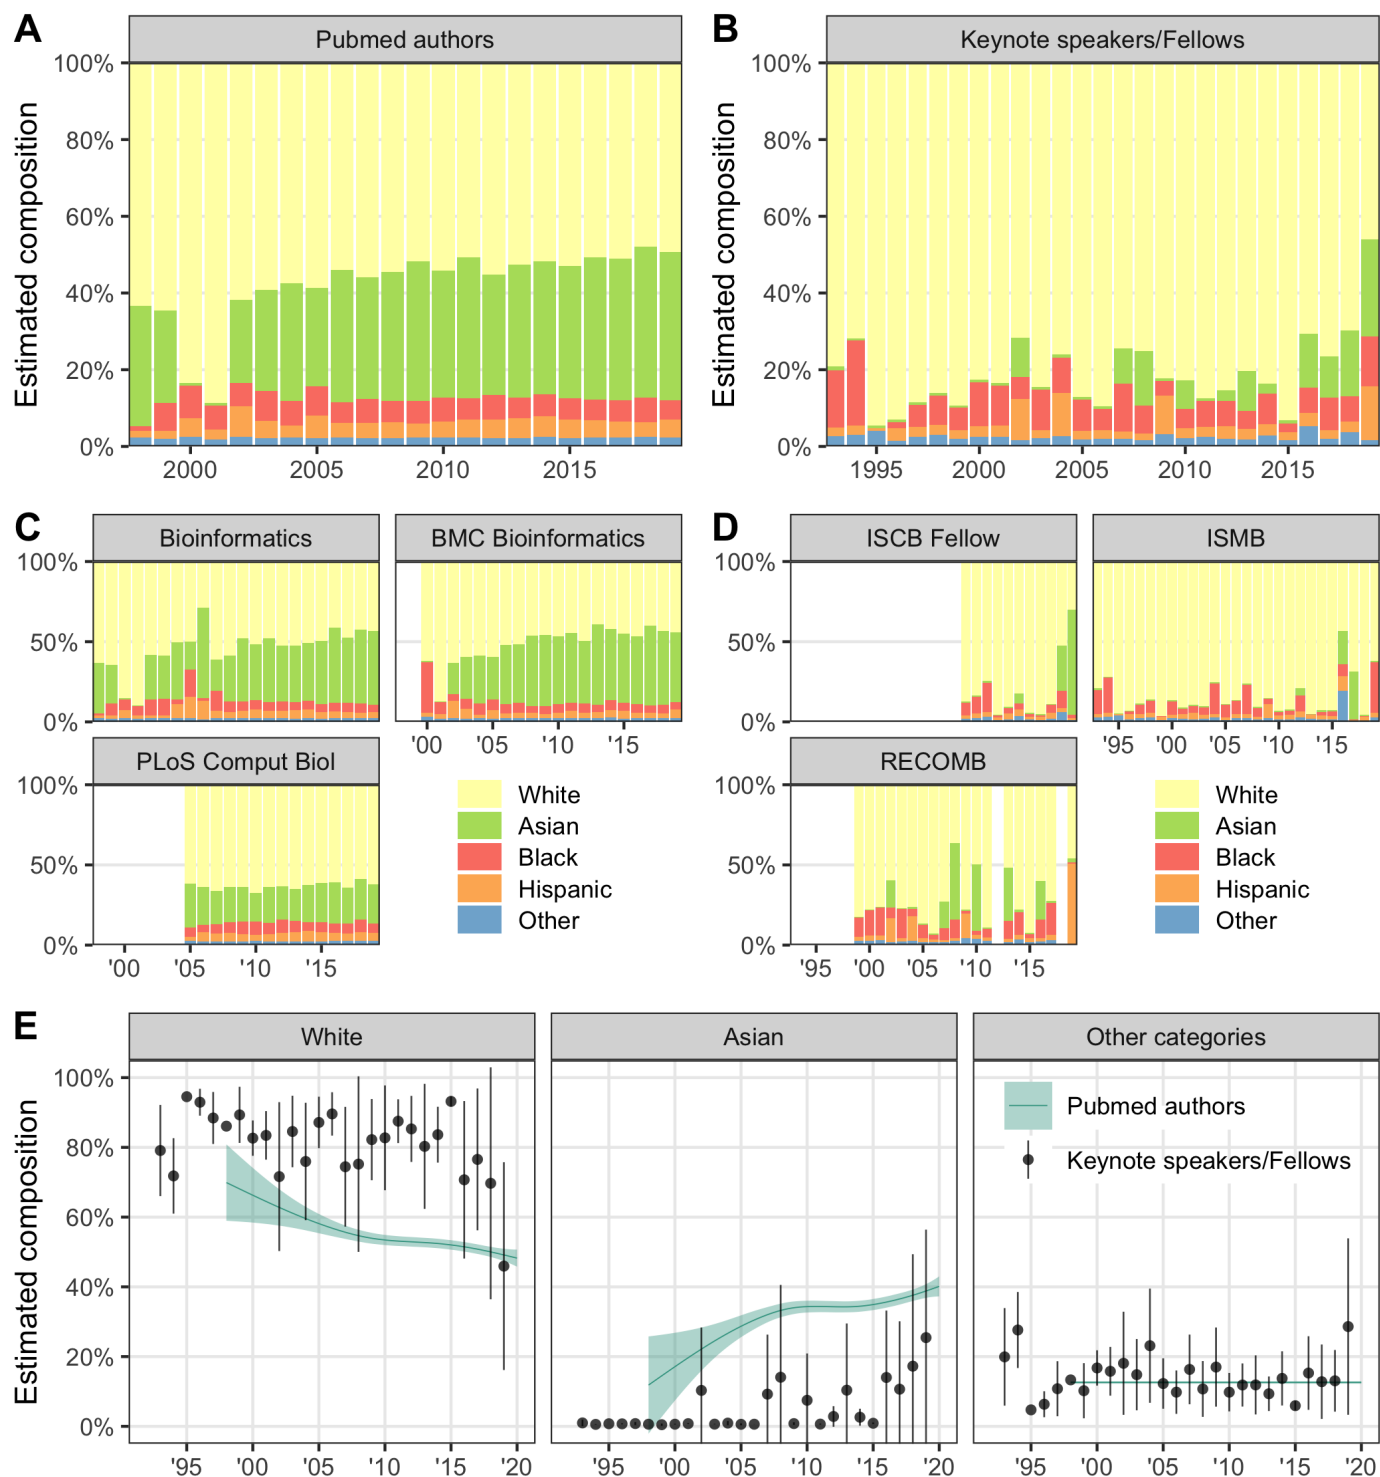 A
Pubmed authors
Estimated composition
100%
80%
60%
40%
20%
0%
2000 2005 2010 2015
B
Keynote speakers/Fellows
Estimated composition
100%
80%
60%
40%
20%
0%
1995 2000 2005 2010 2015
C
Bioinformatics
BMC Bioinformatics
100%
50%
0%
'00 '05 '10 '15
PLoS Comput Biol
100%
50%
0%
'00 '05 '10 '15
White
Asian
Black
Hispanic
Other
D
ISCB Fellow
ISMB
100%
50%
0%
'95 '00 '05 '10 '15
RECOMB
100%
50%
0%
'95 '00 '05 '10 '15
White
Asian
Black
Hispanic
Other
E
White
Asian
Other categories
Estimated composition
100%
80%
60%
40%
20%
0%
Pubmed authors
Keynote speakers/Fellows
'95 '00 '05 '10 '15 '20
'95 '00 '05 '10 '15 '20
'95 '00 '05 '10 '15 '20